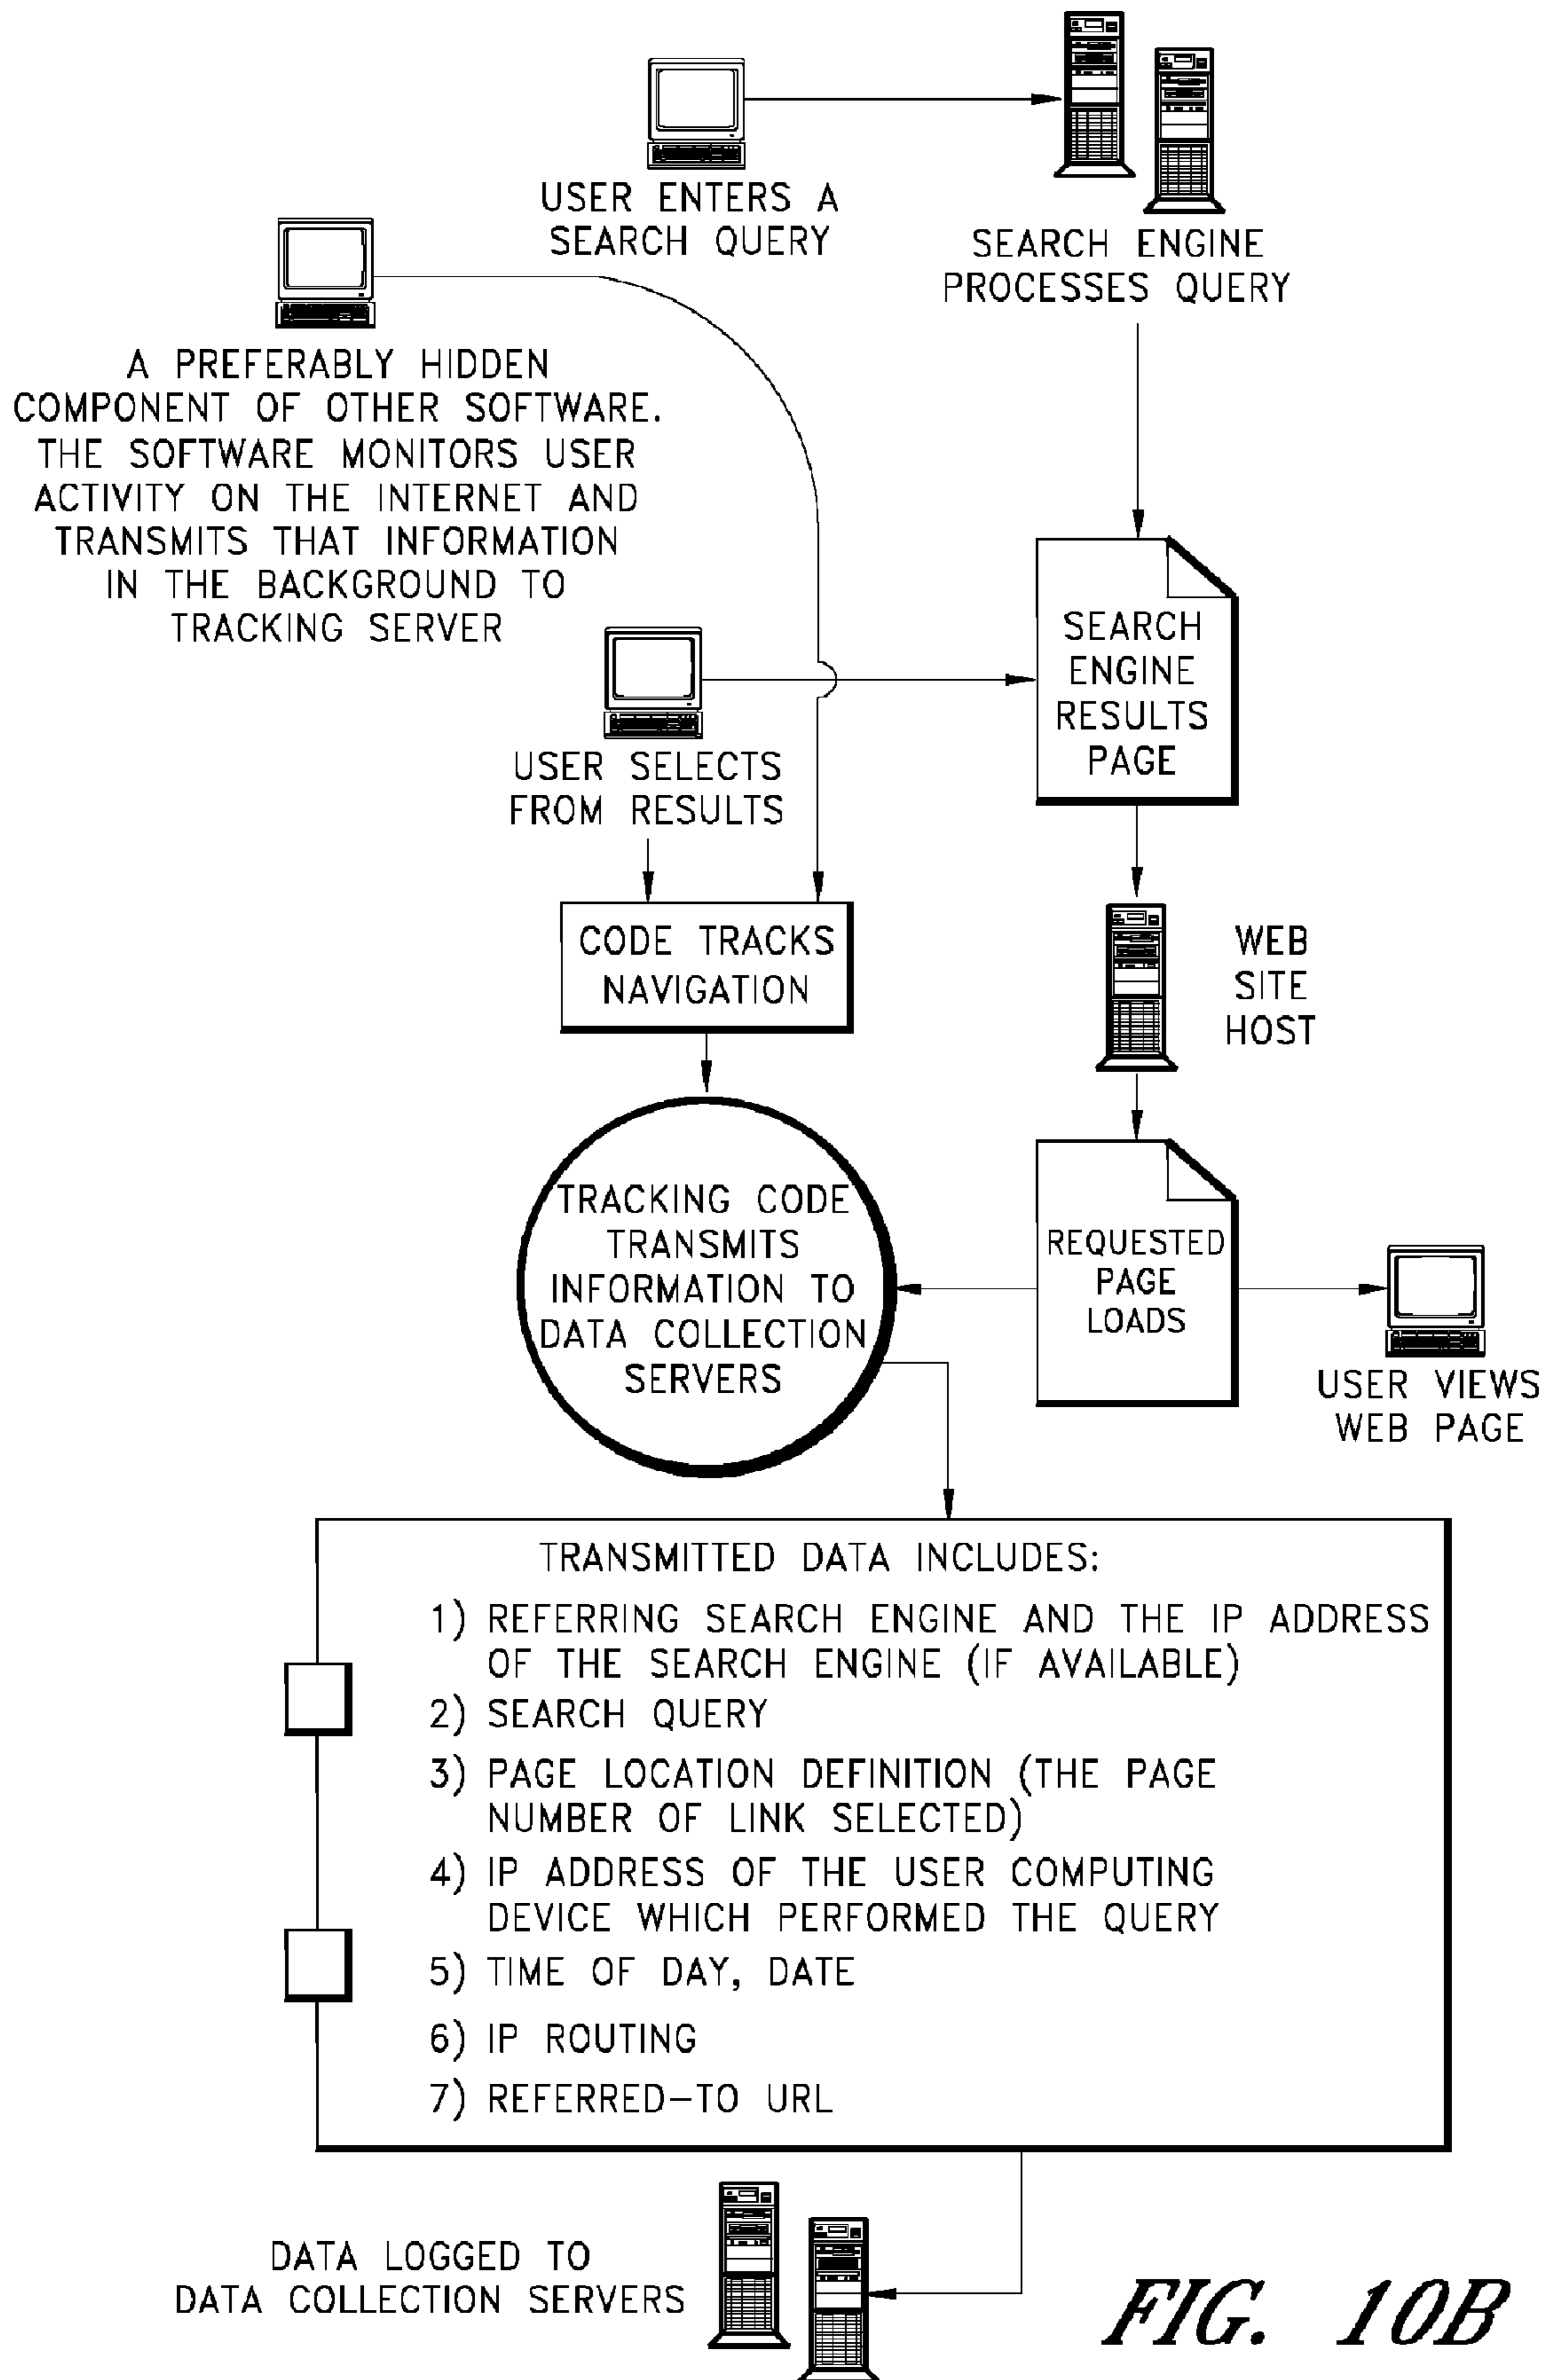 USER ENTERS A
SEARCH QUERY
SEARCH ENGINE
PROCESSES QUERY
A PREFERABLY HIDDEN
COMPONENT OF OTHER SOFTWARE.
THE SOFTWARE MONITORS USER
ACTIVITY ON THE INTERNET AND
TRANSMITS THAT INFORMATION
IN THE BACKGROUND TO
TRACKING SERVER
SEARCH
ENGINE
RESULTS
PAGE
USER SELECTS
FROM RESULTS
CODE TRACKS
NAVIGATION
WEB
SITE
HOST
TRACKING CODE
TRANSMITS
INFORMATION TO
DATA COLLECTION
SERVERS
REQUESTED
PAGE
LOADS
USER VIEWS
WEB PAGE
TRANSMITTED DATA INCLUDES:
1) REFERRING SEARCH ENGINE AND THE IP ADDRESS
OF THE SEARCH ENGINE (IF AVAILABLE)
2) SEARCH QUERY
3) PAGE LOCATION DEFINITION (THE PAGE
NUMBER OF LINK SELECTED)
4) IP ADDRESS OF THE USER COMPUTING
DEVICE WHICH PERFORMED THE QUERY
5) TIME OF DAY, DATE
6) IP ROUTING
7) REFERRED-TO URL
DATA LOGGED TO
DATA COLLECTION SERVERS
FIG. 10B